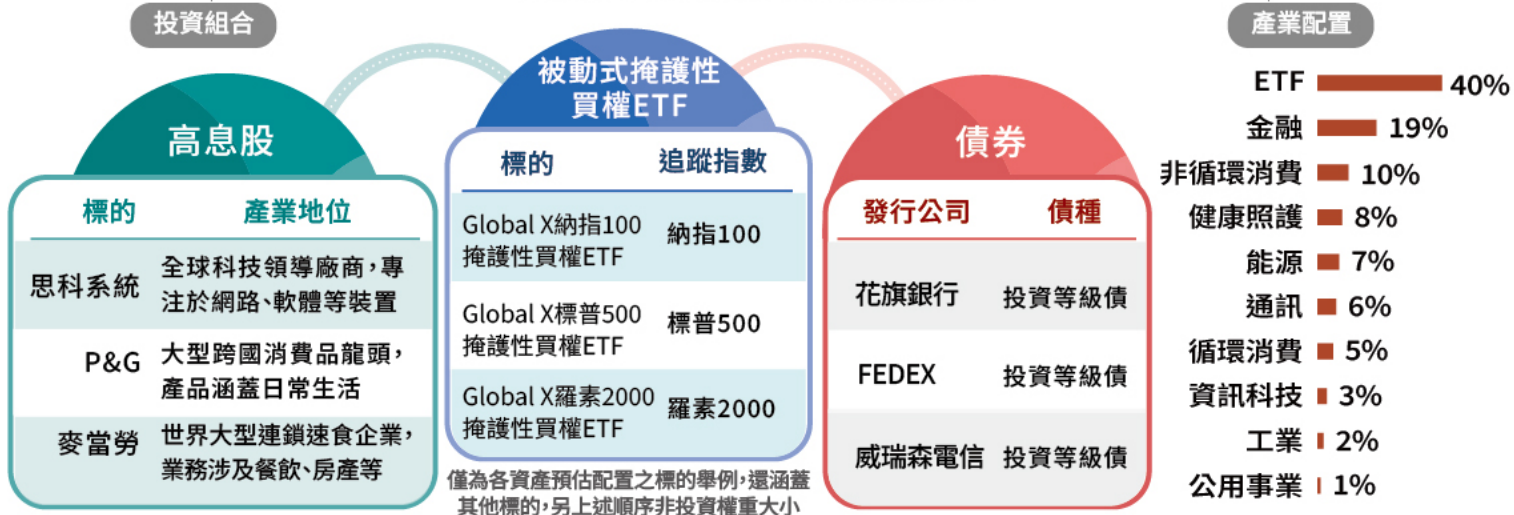 投資組合
高息股
標的 產業地位
思科系統 全球科技領導廠商，專
注於網路、軟體等裝置
P&G 大型跨國消費品龍頭，
產品涵蓋日常生活
麥當勞 世界大型連鎖速食企業，
業務涉及餐飲、房產等
被動式掩護性
買權ETF
標的 追蹤指數
Global X納指100
掩護性買權ETF
納指100
Global X標普500
掩護性買權ETF
標普500
Global X羅素2000
掩護性買權ETF
羅素2000
僅為各資產預估配置之標的舉例，還涵蓋
其他標的，另上述順序非投資權重大小
債券
發行公司 債種
花旗銀行 投資等級債
FEDEX 投資等級債
威瑞森電信 投資等級債
產業配置
ETF 40%
金融 19%
非循環消費 10%
健康照護 8%
能源 7%
通訊 6%
循環消費 5%
資訊科技 3%
工業 2%
公用事業 1%